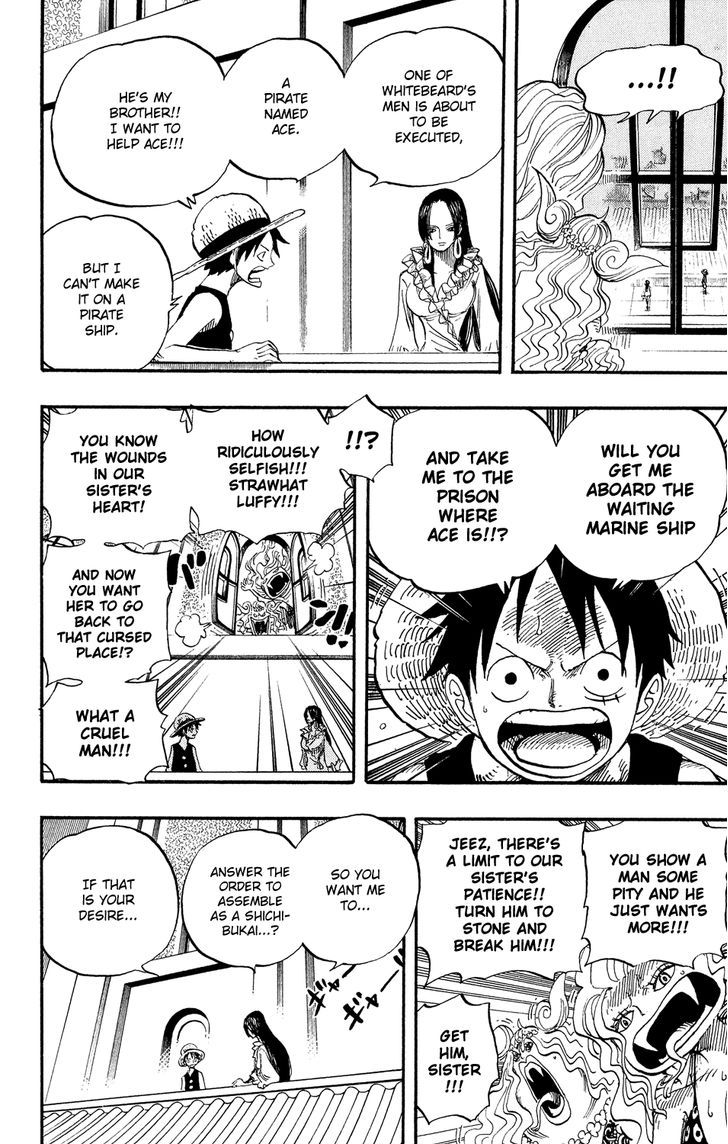 ...!!
ONE OF
WHITEBEARD'S
MEN IS ABOUT
TO BE
EXECUTED,
A
PIRATE
NAMED
ACE.
HE'S MY
BROTHER!!
I WANT TO
HELP ACE!!!
BUT I
CAN'T MAKE
IT ON A
PIRATE
SHIP.
WILL YOU
GET ME
ABOARD THE
WAITING
MARINE SHIP
AND TAKE
ME TO THE
PRISON
WHERE
ACE IS!!?
!!?
HOW
RIDICULOUSLY
SELFISH!!!
STRAWHAT
LUFFY!!!
YOU KNOW
THE WOUNDS
IN OUR
SISTER'S
HEART!
AND NOW
YOU WANT
HER TO GO
BACK TO
THAT CURSED
PLACE!?
WHAT A
CRUEL
MAN!!!
YOU SHOW A
MAN SOME
PITY AND HE
JUST WANTS
MORE!!!
JEEZ, THERE'S
A LIMIT TO OUR
SISTER'S
PATIENCE!!
TURN HIM TO
STONE AND
BREAK HIM!!!
GET
HIM,
SISTER
!!!
SO YOU
WANT ME
TO...
ANSWER THE
ORDER TO
ASSEMBLE
AS A SHICHI-
BUKAI...?
IF THAT
IS YOUR
DESIRE...